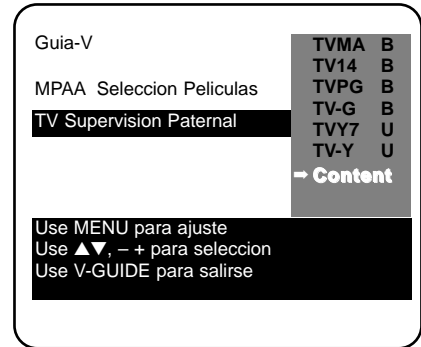 Guia-V
MPAA Seleccion Peliculas
TV Supervision Paternal
TVMA B
TV14 B
TVPG B
TV-G B
TVY7 U
TV-Y U
➡ Content
Use MENU para ajuste
Use ▲▼, – + para seleccion
Use V-GUIDE para salirse